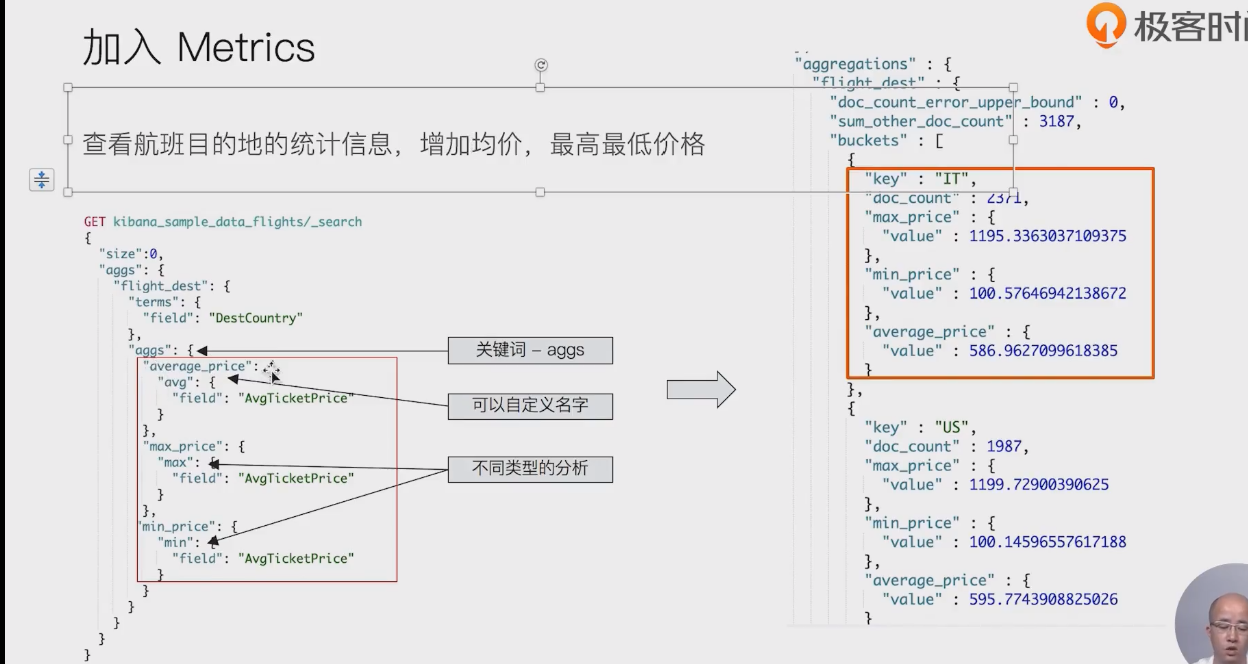 加入 Metrics
极客时间
查看航班目的地的统计信息，增加均价，最高最低价格
GET kibana_sample_data_flights/_search
{
"size":0,
"aggs": {
"flight_dest": {
"terms": {
"field": "DestCountry"
},
"aggs": {
"average_price": {
"avg": {
"field": "AvgTicketPrice"
}
},
"max_price": {
"max": {
"field": "AvgTicketPrice"
}
},
"min_price": {
"min": {
"field": "AvgTicketPrice"
}
}
}
}
}
}
关键词 – aggs
可以自定义名字
不同类型的分析
"aggregations" : {
"flight_dest" : {
"doc_count_error_upper_bound" : 0,
"sum_other_doc_count" : 3187,
"buckets" : [
{
"key" : "IT",
"doc_count" : 2371,
"max_price" : {
"value" : 1195.3363037109375
},
"min_price" : {
"value" : 100.57646942138672
},
"average_price" : {
"value" : 586.9627099618385
}
},
{
"key" : "US",
"doc_count" : 1987,
"max_price" : {
"value" : 1199.72900390625
},
"min_price" : {
"value" : 100.14596557617188
},
"average_price" : {
"value" : 595.7743908825026
}